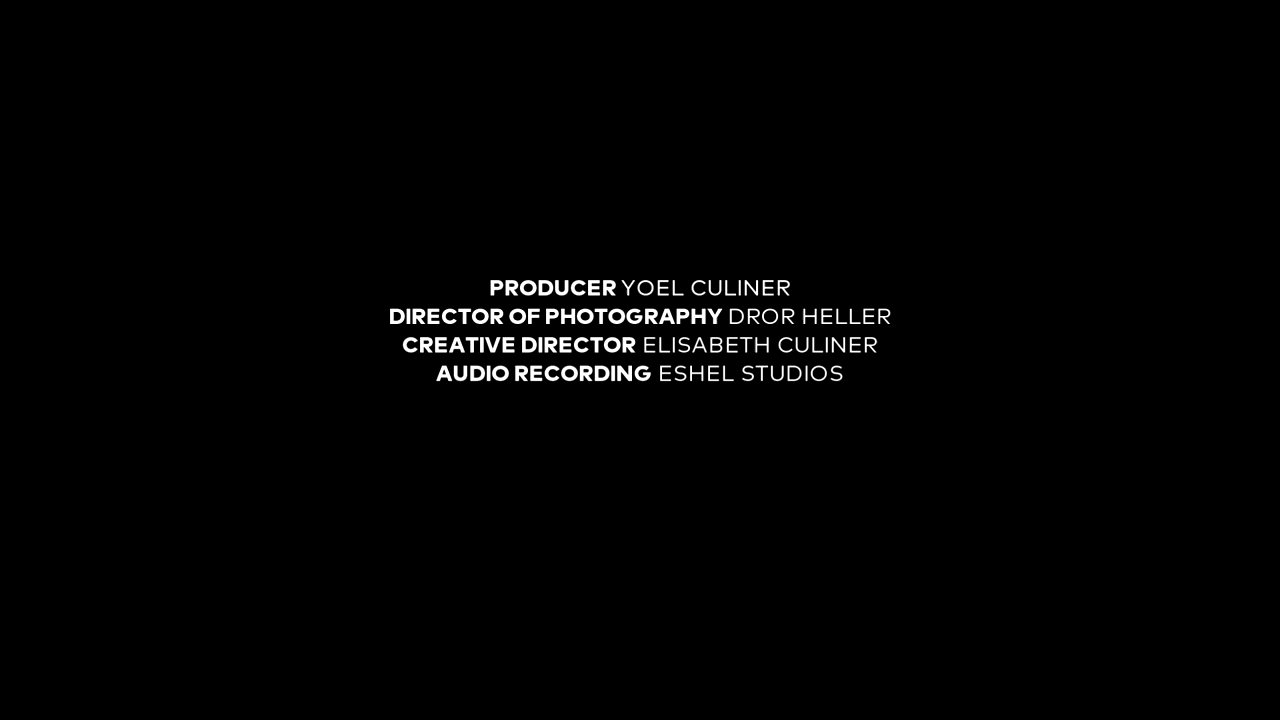 PRODUCER YOEL CULINER
DIRECTOR OF PHOTOGRAPHY DROR HELLER
CREATIVE DIRECTOR ELISABETH CULINER
AUDIO RECORDING ESHEL STUDIOS